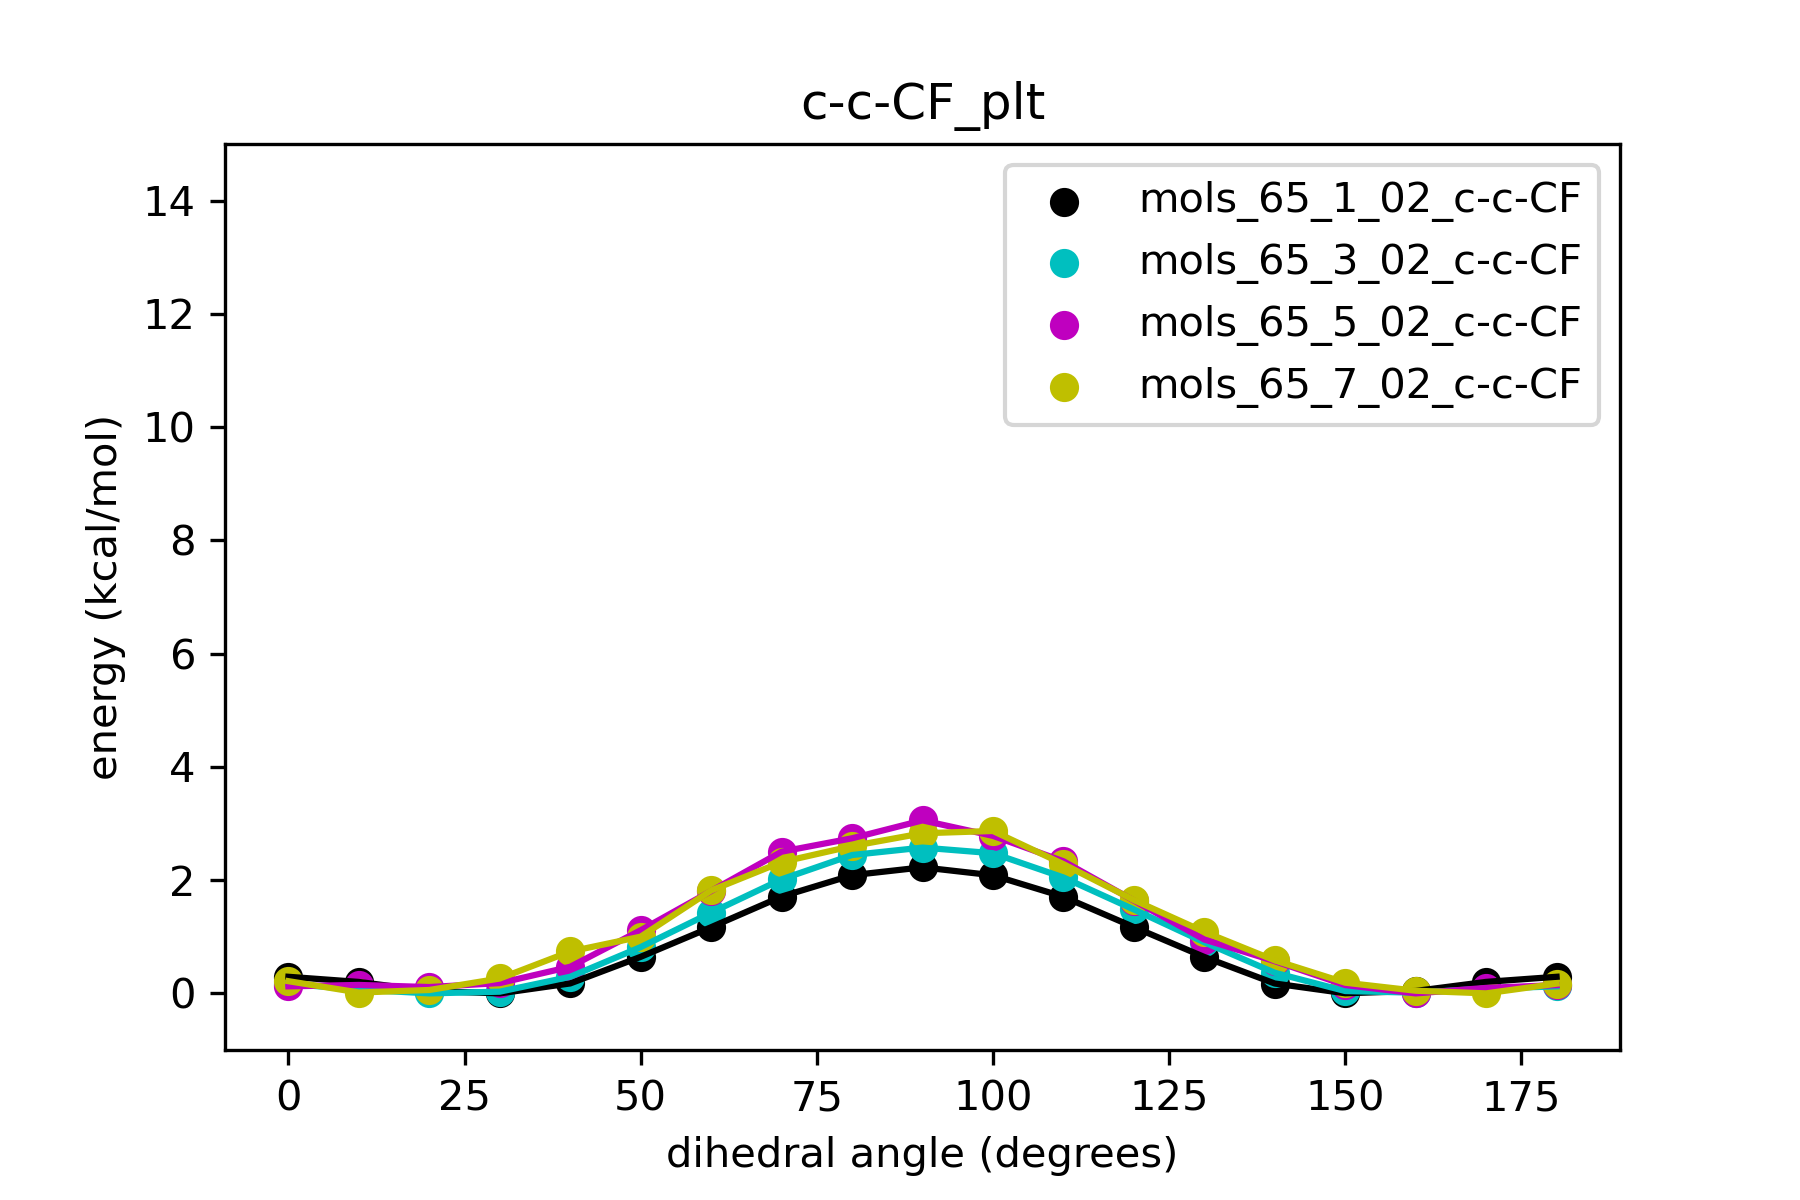 c-c-CF_plt
mols_65_1_02_c-c-CF
mols_65_3_02_c-c-CF
mols_65_5_02_c-c-CF
mols_65_7_02_c-c-CF
14
12
10
8
6
4
2
0
energy (kcal/mol)
0 25 50 75 100 125 150 175
dihedral angle (degrees)